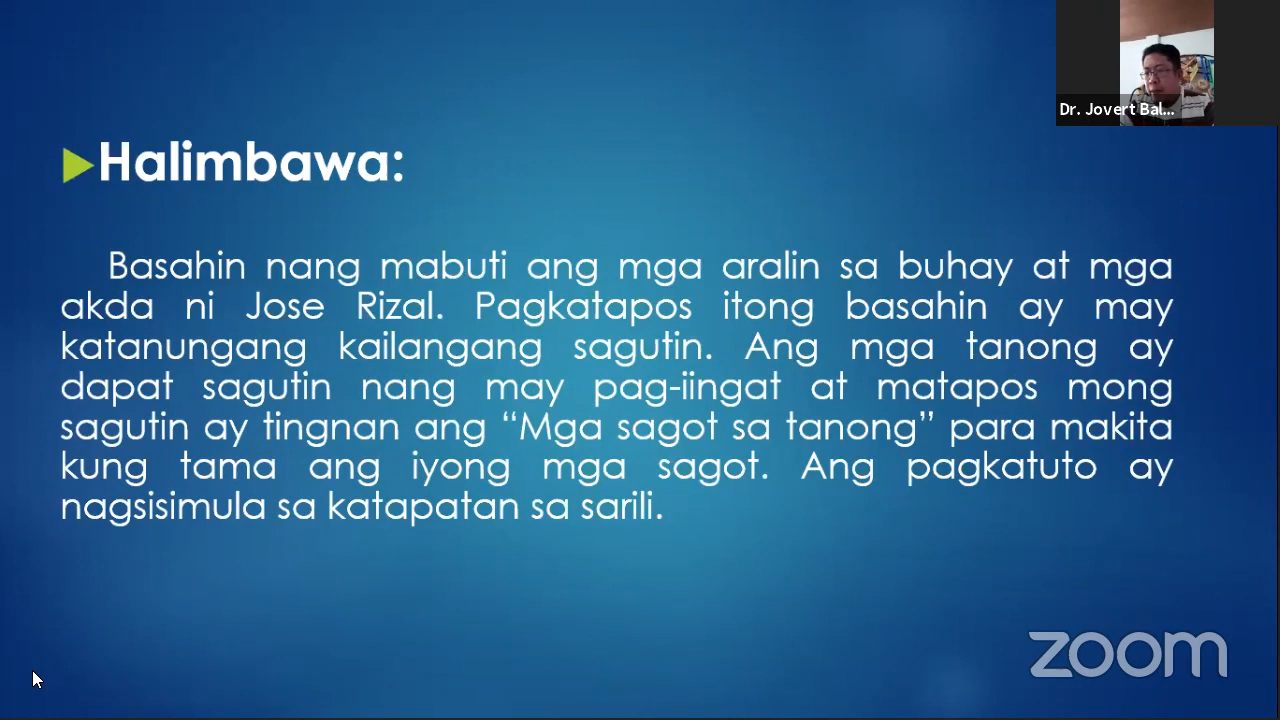 Dr. Jovert Bal...
Halimbawa:
Basahin nang mabuti ang mga aralin sa buhay at mga
akda ni Jose Rizal. Pagkatapos itong basahin ay may
katanungang kailangang sagutin. Ang mga tanong ay
dapat sagutin nang may pag-iingat at matapos mong
sagutin ay tingnan ang “Mga sagot sa tanong” para makita
kung tama ang iyong mga sagot. Ang pagkatuto ay
nagsisimula sa katapatan sa sarili.
zoom